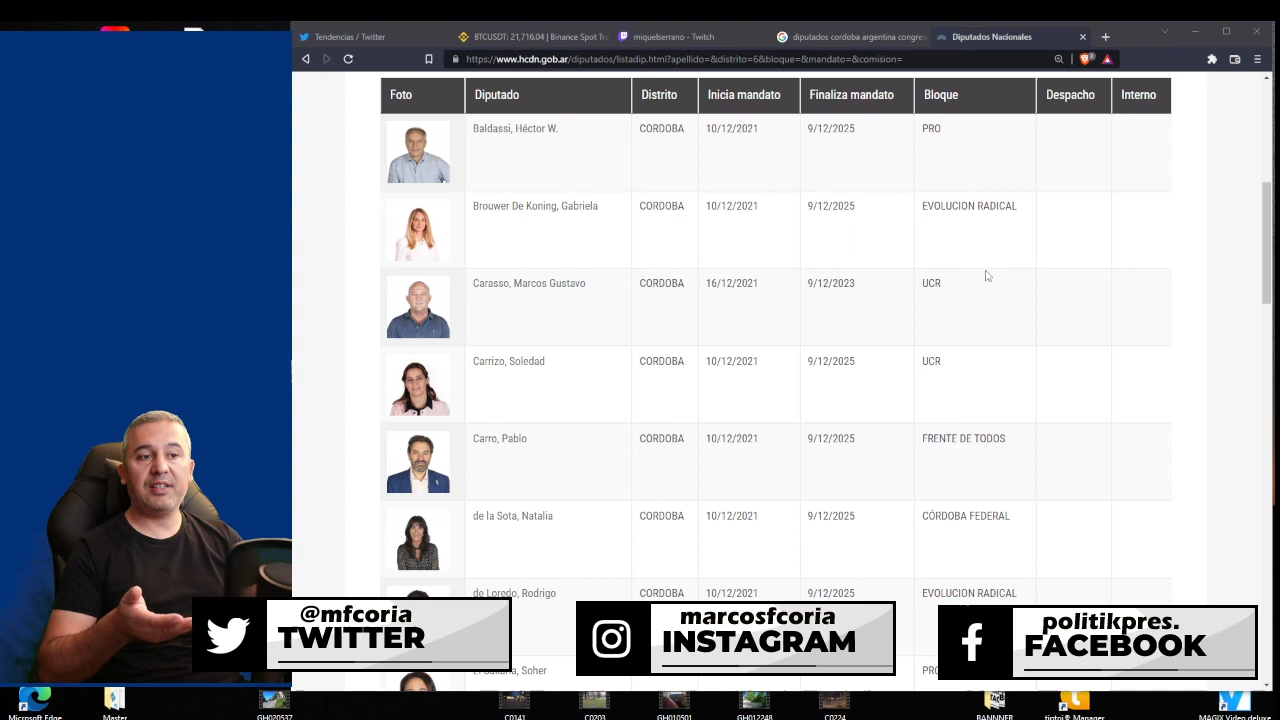 Tendencias / Twitter
BTCUSDT: 21,716.04 | Binance Spot Tr
miquelserrano - Twitch
diputados cordoba argentina congres
Diputados Nacionales
https://www.hcdn.gob.ar/diputados/listadip.html?apellido=&distrito=6&bloque=&mandato=&comision=
Foto Diputado Distrito Inicia mandato Finaliza mandato Bloque Despacho Interno
Baldassi, Héctor W. CORDOBA 10/12/2021 9/12/2025 PRO
Brouwer De Koning, Gabriela CORDOBA 10/12/2021 9/12/2025 EVOLUCION RADICAL
Carasso, Marcos Gustavo CORDOBA 16/12/2021 9/12/2023 UCR
Carrizo, Soledad CORDOBA 10/12/2021 9/12/2025 UCR
Carro, Pablo CORDOBA 10/12/2021 9/12/2025 FRENTE DE TODOS
de la Sota, Natalia CORDOBA 10/12/2021 9/12/2025 CÓRDOBA FEDERAL
de Loredo, Rodrigo CORDOBA 10/12/2021 9/12/2025 EVOLUCION RADICAL
Soher PRO
@mfcoria
TWITTER
marcosfcoria
INSTAGRAM
politikpres.
FACEBOOK
Microsoft Edge
Master
GH020537
C0141
C0203
GH010501
GH012248
C0224
BANNNER
MAGIX Video deluxe